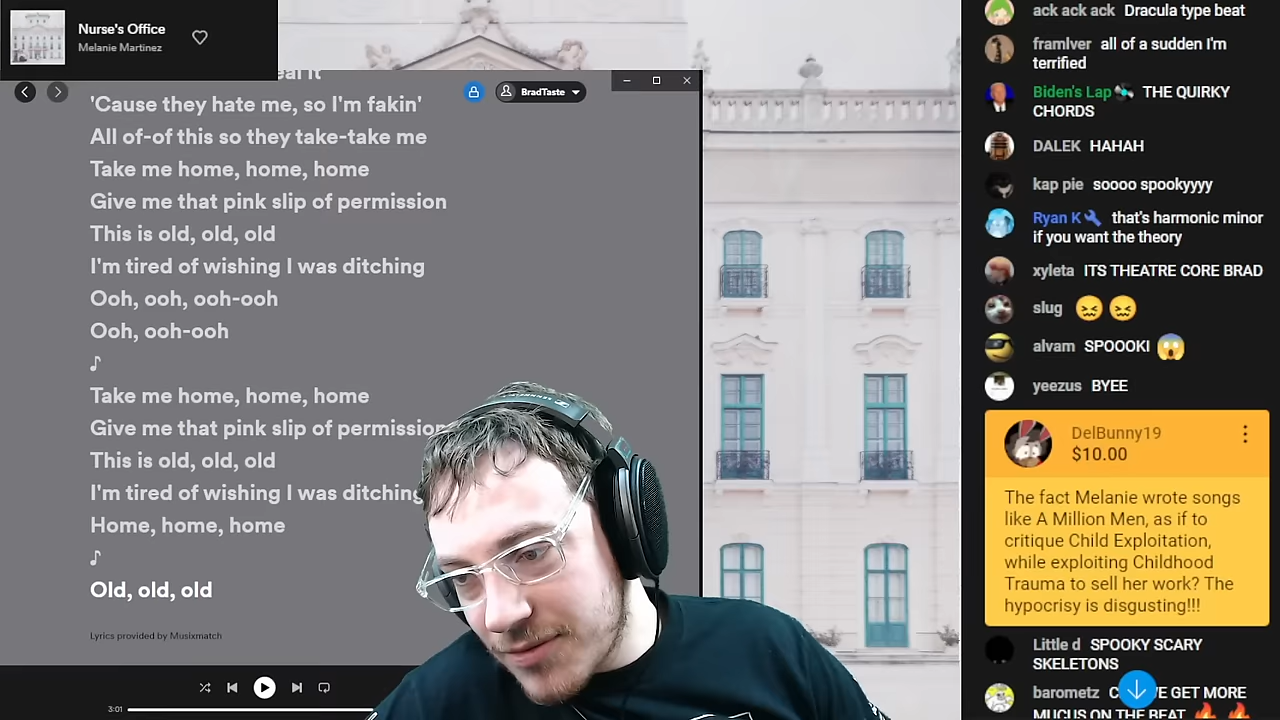 Nurse's Office
Melanie Martinez
BradTaste
'Cause they hate me, so I'm fakin'
All of-of this so they take-take me
Take me home, home, home
Give me that pink slip of permission
This is old, old, old
I'm tired of wishing I was ditching
Ooh, ooh, ooh-ooh
Ooh, ooh-ooh
♪
Take me home, home, home
Give me that pink slip of permission
This is old, old, old
I'm tired of wishing I was ditching
Home, home, home
♪
Old, old, old
Lyrics provided by Musixmatch
3:01
ack ack ack Dracula type beat
framlver all of a sudden I'm
terrified
Biden's Lap THE QUIRKY
CHORDS
DALEK HAHAH
kap pie soooo spookyyyy
Ryan K that's harmonic minor
if you want the theory
xyleta ITS THEATRE CORE BRAD
slug
alvam SPOOOKI
yeezus BYEE
DelBunny19
$10.00
The fact Melanie wrote songs
like A Million Men, as if to
critique Child Exploitation,
while exploiting Childhood
Trauma to sell her work? The
hypocrisy is disgusting!!!
Little d SPOOKY SCARY
SKELETONS
barometz GET MORE
MUCUS ON THE BEAT